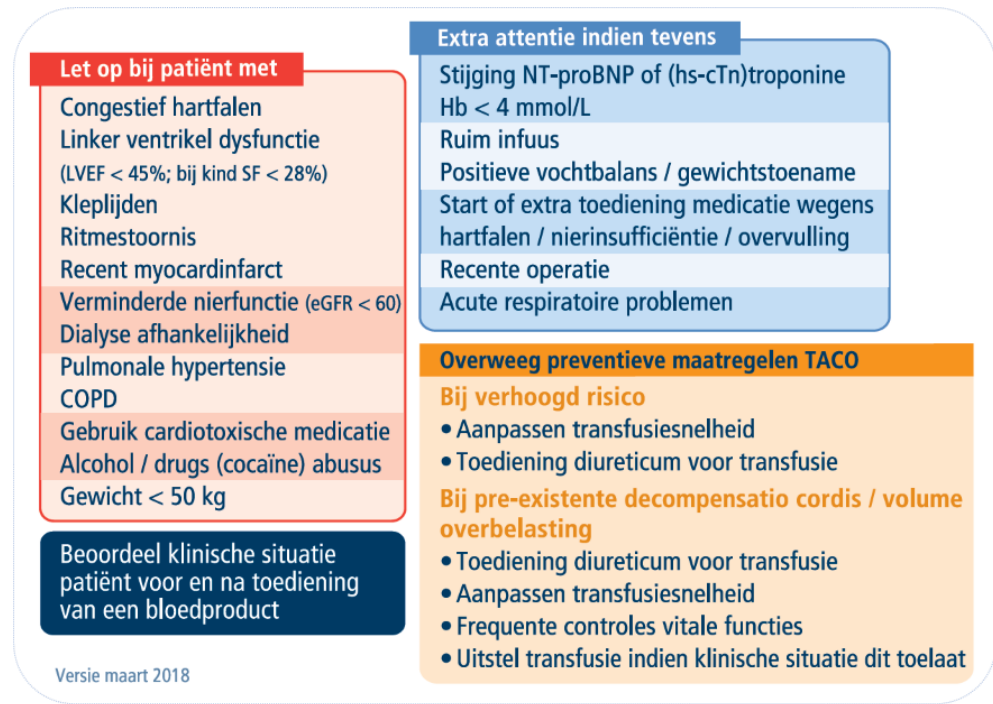 Let op bij patiënt met
Congestief hartfalen
Linker ventrikel dysfunctie
(LVEF < 45%; bij kind SF < 28%)
Kleplijden
Ritmestoornis
Recent myocardinfarct
Verminderde nierfunctie (eGFR < 60)
Dialyse afhankelijkheid
Pulmonale hypertensie
COPD
Gebruik cardiotoxische medicatie
Alcohol / drugs (cocaïne) abusus
Gewicht < 50 kg
Beoordeel klinische situatie
patiënt voor en na toediening
van een bloedproduct
Versie maart 2018
Extra attentie indien tevens
Stijging NT-proBNP of (hs-cTn)troponine
Hb < 4 mmol/L
Ruim infuus
Positieve vochtbalans / gewichtstoename
Start of extra toediening medicatie wegens
hartfalen / nierinsufficiëntie / overvulling
Recente operatie
Acute respiratoire problemen
Overweeg preventieve maatregelen TACO
Bij verhoogd risico
• Aanpassen transfusiesnelheid
• Toediening diureticum voor transfusie
Bij pre-existente decompensatio cordis / volume
overbelasting
• Toediening diureticum voor transfusie
• Aanpassen transfusiesnelheid
• Frequente controles vitale functies
• Uitstel transfusie indien klinische situatie dit toelaat